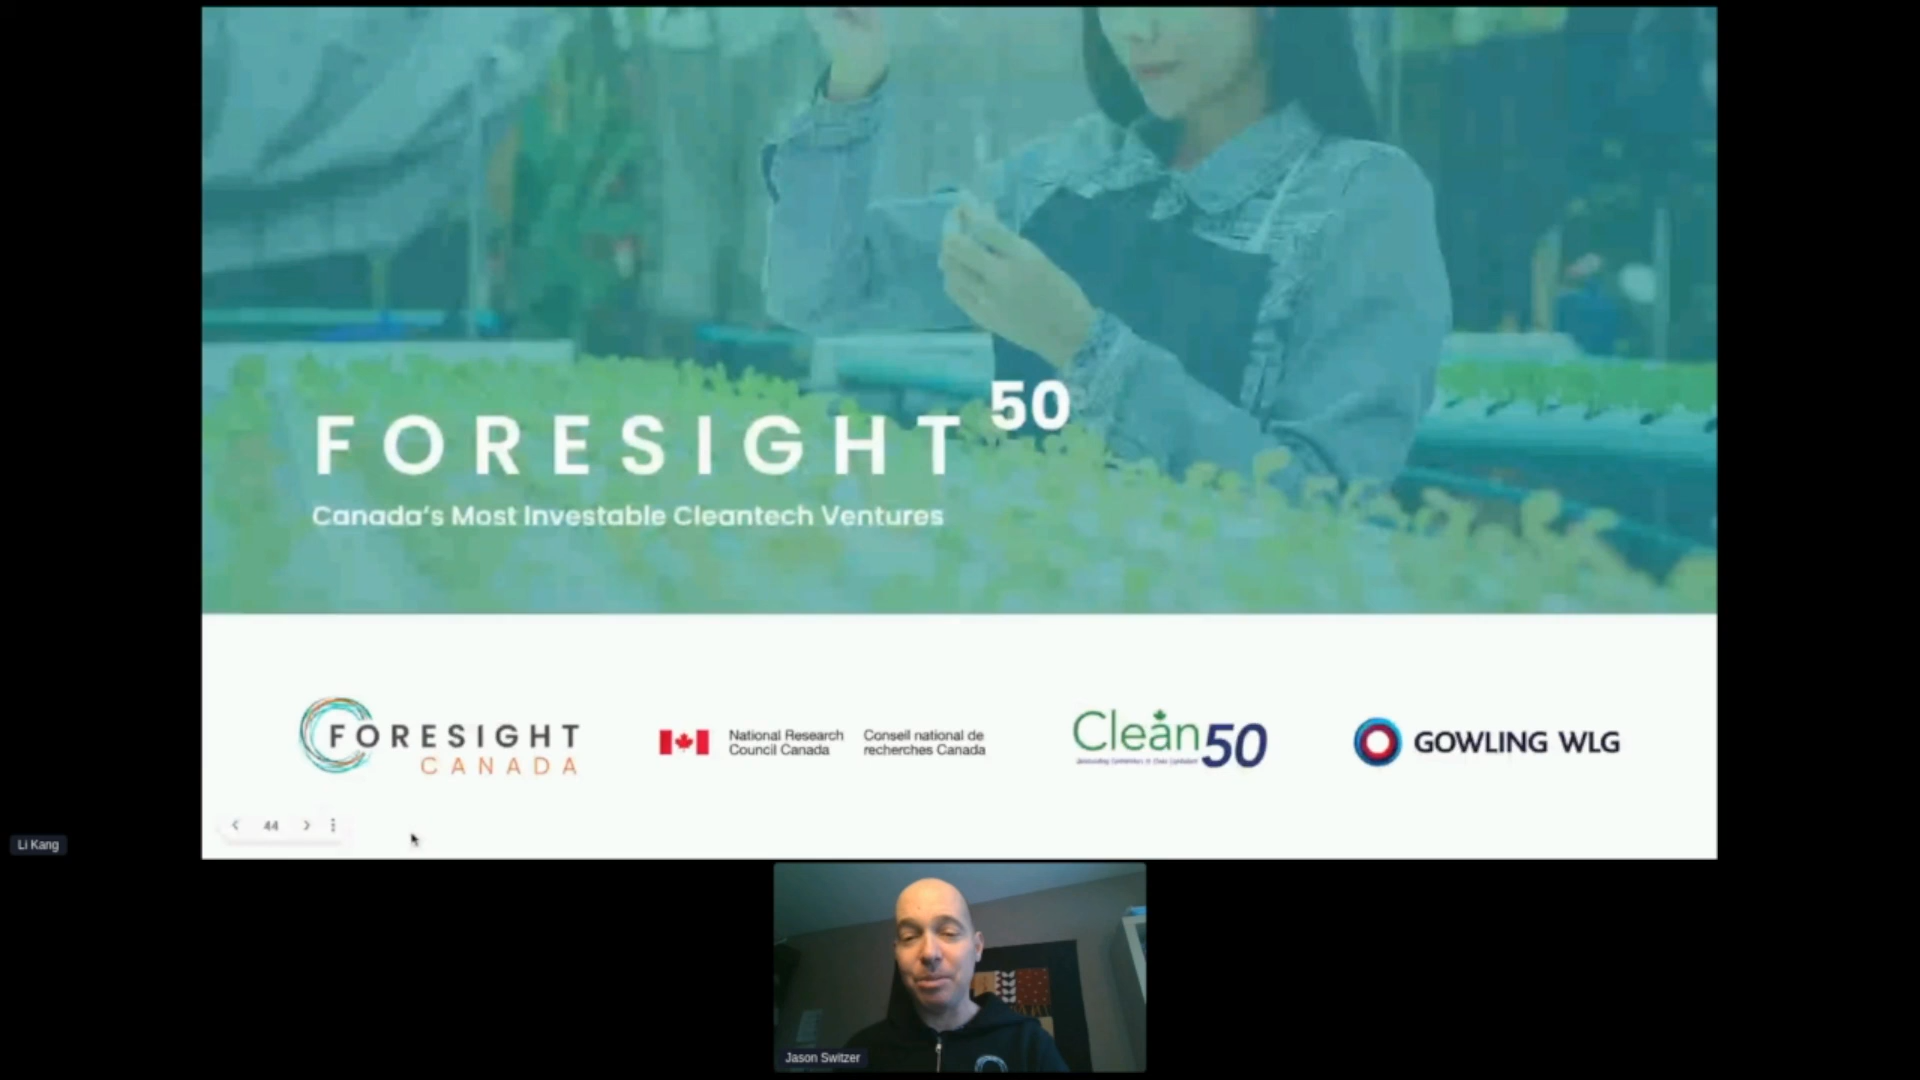 FORESIGHT 50
Canada's Most Investable Cleantech Ventures
FORESIGHT
CANADA
National Research
Council Canada
Conseil national de
recherches Canada
Clean50
GOWLING WLG
44
Li Kang
Jason Switzer